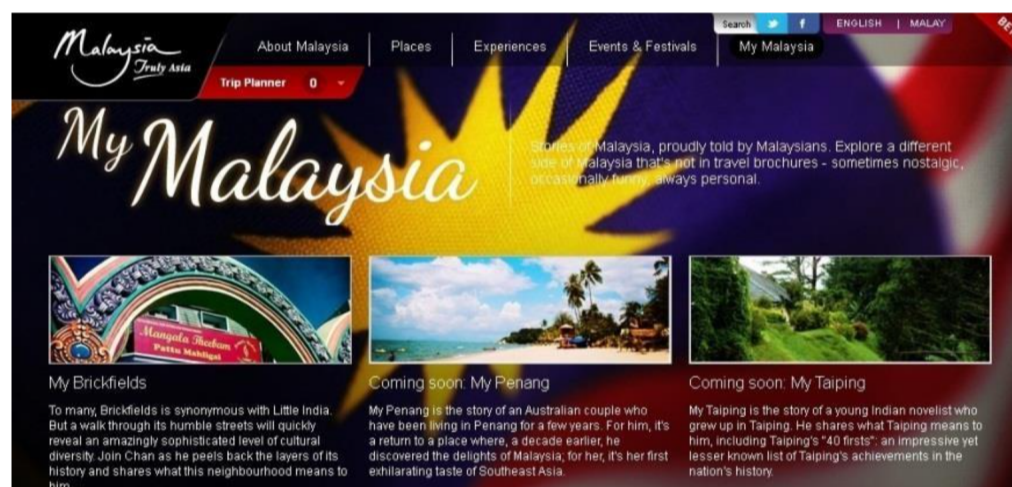 Malaysia
Truly Asia
Search
ENGLISH | MALAY
About Malaysia
Places
Experiences
Events & Festivals
My Malaysia
Trip Planner 0
My Malaysia
Stories of Malaysia, proudly told by Malaysians. Explore a different
side of Malaysia that's not in travel brochures - sometimes nostalgic,
occasionally funny, always personal.
Mangala Theebam
Pattu Mahligai
My Brickfields
To many, Brickfields is synonymous with Little India.
But a walk through its humble streets will quickly
reveal an amazingly sophisticated level of cultural
diversity. Join Chan as he peels back the layers of its
history and shares what this neighbourhood means to
him.
Coming soon: My Penang
My Penang is the story of an Australian couple who
have been living in Penang for a few years. For him, it's
a return to a place where, a decade earlier, he
discovered the delights of Malaysia; for her, it's her first
exhilarating taste of Southeast Asia.
Coming soon: My Taiping
My Taiping is the story of a young Indian novelist who
grew up in Taiping. He shares what Taiping means to
him, including Taiping's "40 firsts": an impressive yet
lesser known list of Taiping's achievements in the
nation's history.